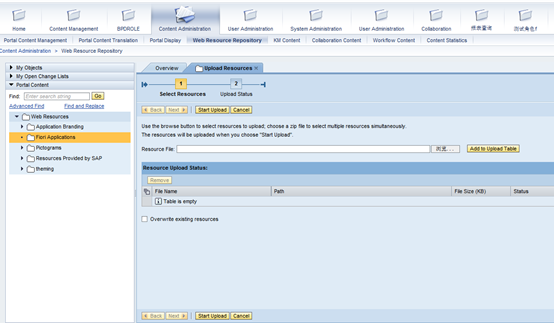 Home Content Management BPDROLE Content Administration User Administration System Administration User Administration Collaboration 报表查询 测试角色f
Portal Content Management Portal Content Translation Portal Display Web Resource Repository KM Content Collaboration Content Workflow Content Content Statistics
Content Administration > Web Resource Repository
My Objects
My Open Change Lists
Portal Content
Find: Enter search string Go
Advanced Find Find and Replace
Web Resources
Application Branding
Fiori Applications
Pictograms
Resources Provided by SAP
theming
Overview Upload Resources
1 2
Select Resources Upload Status
Back Next Start Upload Cancel
Use the browse button to select resources to upload; choose a zip file to select multiple resources simultaneously.
The resources will be uploaded when you choose "Start Upload".
Resource File: 浏览... Add to Upload Table
Resource Upload Status:
Remove
File Name Path File Size (KB) Status
Table is empty
Overwrite existing resources
Back Next Start Upload Cancel